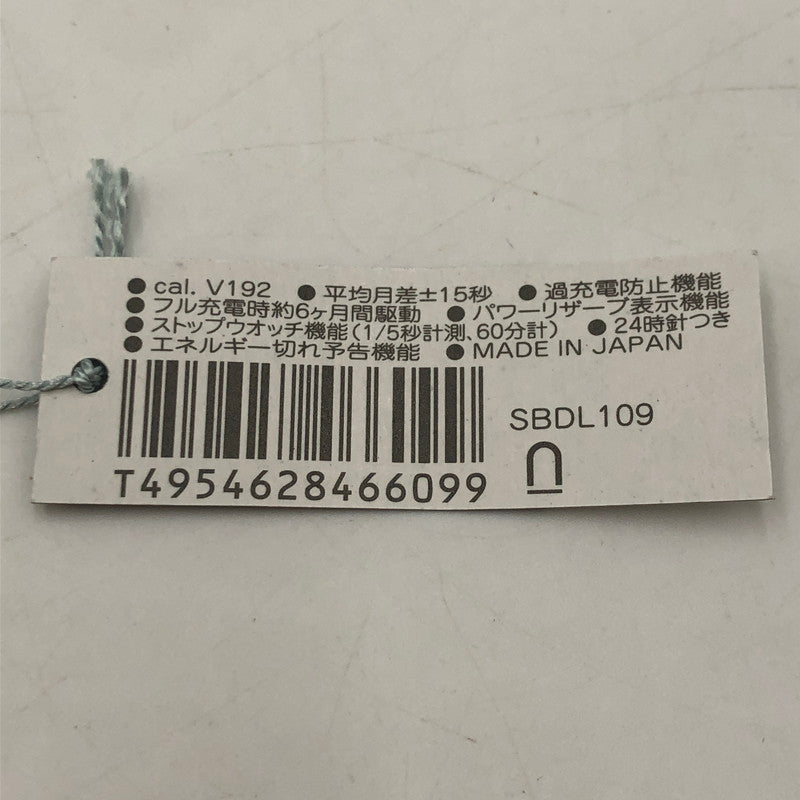 ● cal. V192 ● 平均月差±15秒 ● 過充電防止機能
● フル充電時約6ヶ月間駆動 ● パワーリザーブ表示機能
● ストップウオッチ機能(1/5秒計測、60分計) ● 24時針つき
● エネルギー切れ予告機能 ● MADE IN JAPAN
SBDL109
T4954628466099